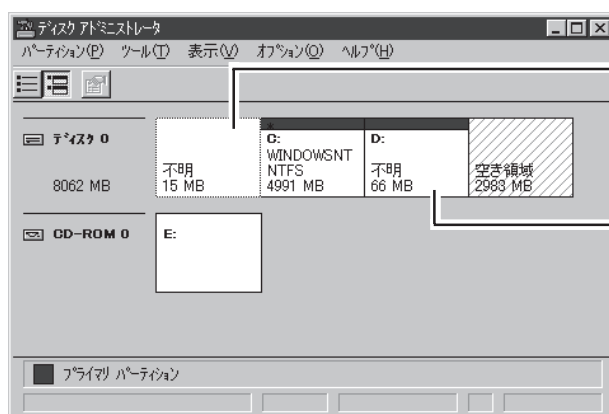 ディスク アドミニストレータ
パーティション(P) ツール(T) 表示(V) オプション(O) ヘルプ(H)
ディスク 0
8062 MB
不明
15 MB
C:
WINDOWSNT
NTFS
4991 MB
D:
不明
66 MB
空き領域
2983 MB
CD-ROM 0
E:
プライマリ パーティション